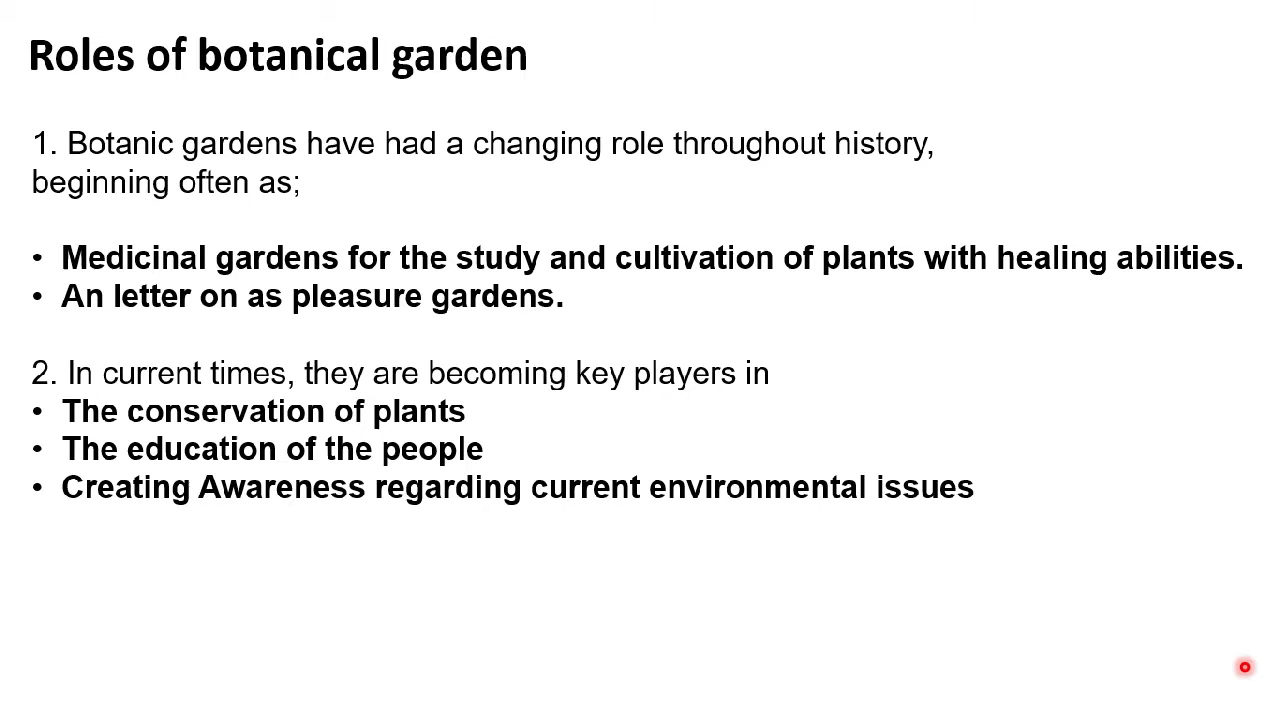 Roles of botanical garden
1. Botanic gardens have had a changing role throughout history,
beginning often as;
• Medicinal gardens for the study and cultivation of plants with healing abilities.
• An letter on as pleasure gardens.
2. In current times, they are becoming key players in
• The conservation of plants
• The education of the people
• Creating Awareness regarding current environmental issues